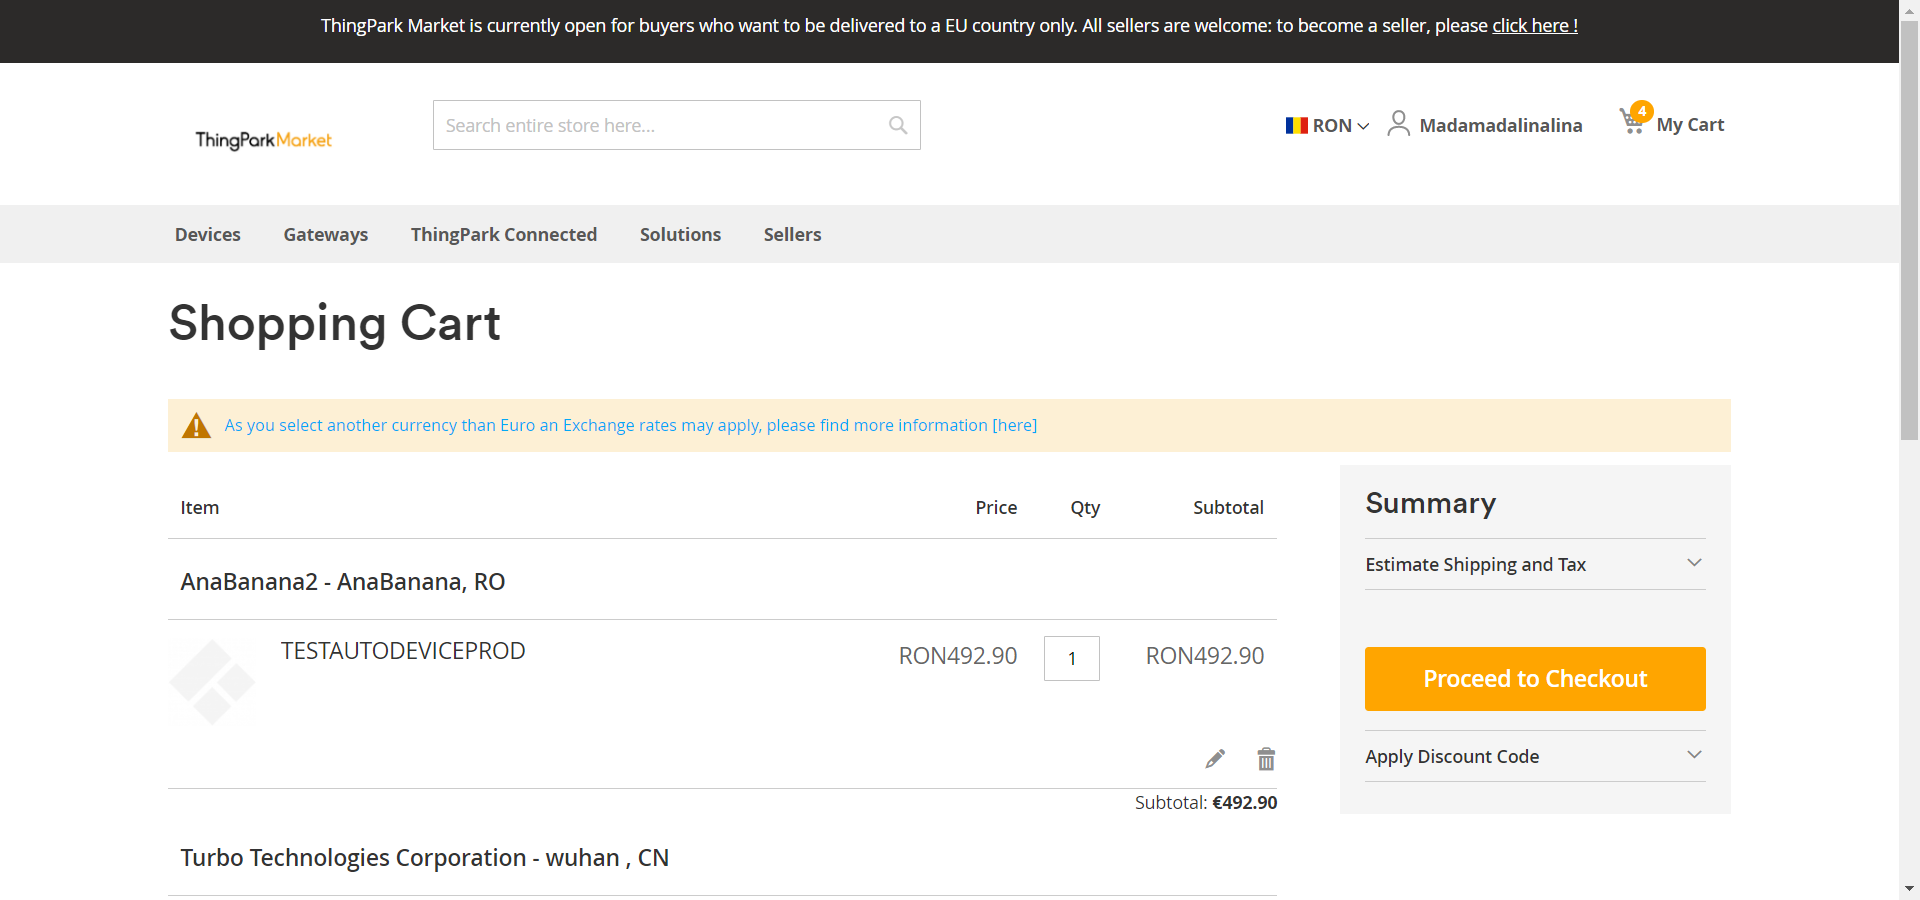 ThingPark Market is currently open for buyers who want to be delivered to a EU country only. All sellers are welcome: to become a seller, please click here !
ThingParkMarket
Search entire store here...
RON
Madamadalinalina
4
My Cart
Devices
Gateways
ThingPark Connected
Solutions
Sellers
Shopping Cart
As you select another currency than Euro an Exchange rates may apply, please find more information [here]
Item Price Qty Subtotal
AnaBanana2 - AnaBanana, RO
TESTAUTODEVICEPROD RON492.90 1 RON492.90
Subtotal: €492.90
Turbo Technologies Corporation - wuhan , CN
Summary
Estimate Shipping and Tax
Proceed to Checkout
Apply Discount Code